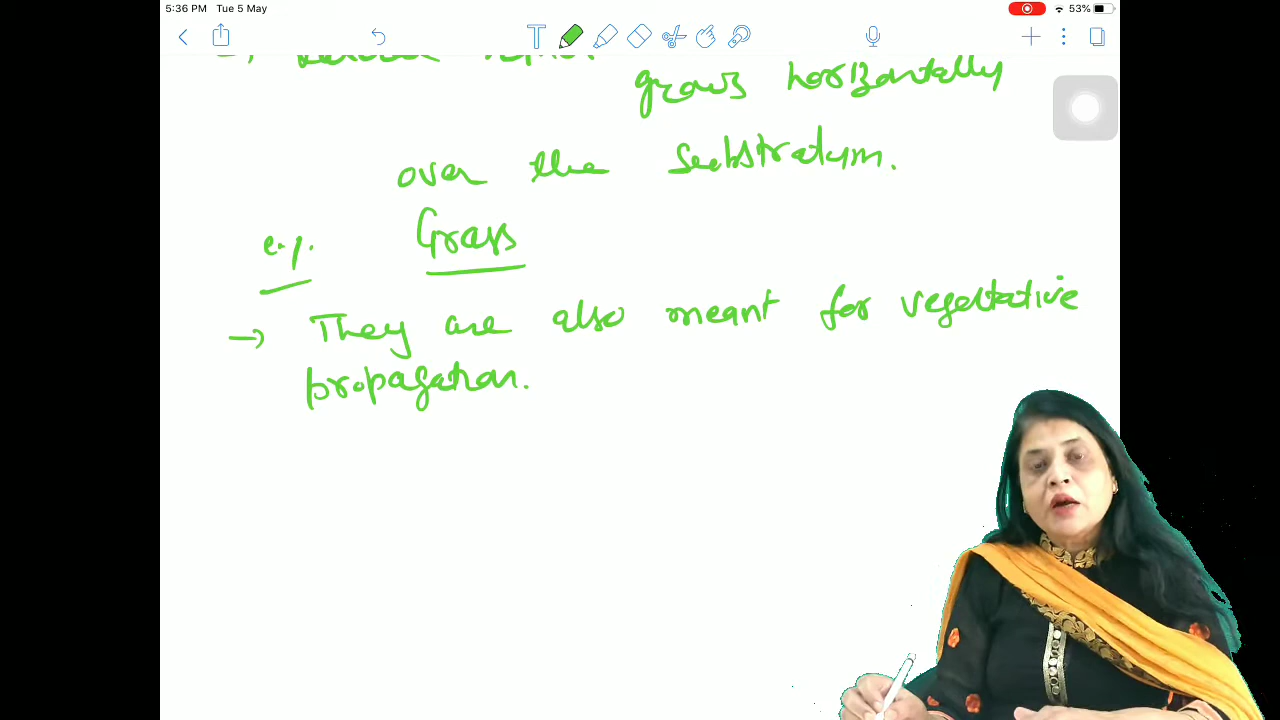 5:36 PM Tue 5 May 53%
grows horizontally
over the substratum.
e.g. Grass
→ They are also meant for vegetative
propagation.